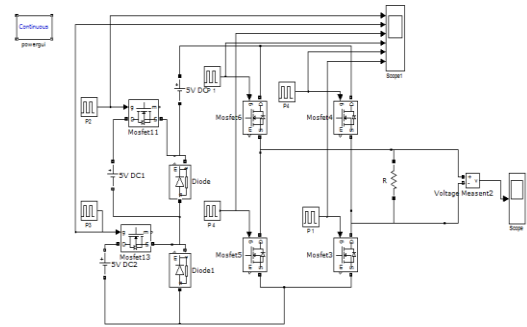 Continuous
powergui
Scope1
5V DC
P2
Mosfet11
Mosfet6
P4
Mosfet4
5V DC1
Diode
R
Voltage Measent2
Scope
P3
P4
P1
Mosfet13
5V DC2
Diode1
Mosfet5
Mosfet3